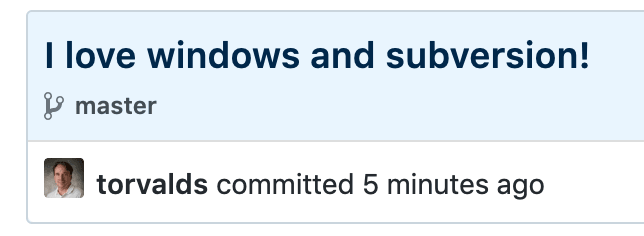 I love windows and subversion!
master
torvalds committed 5 minutes ago